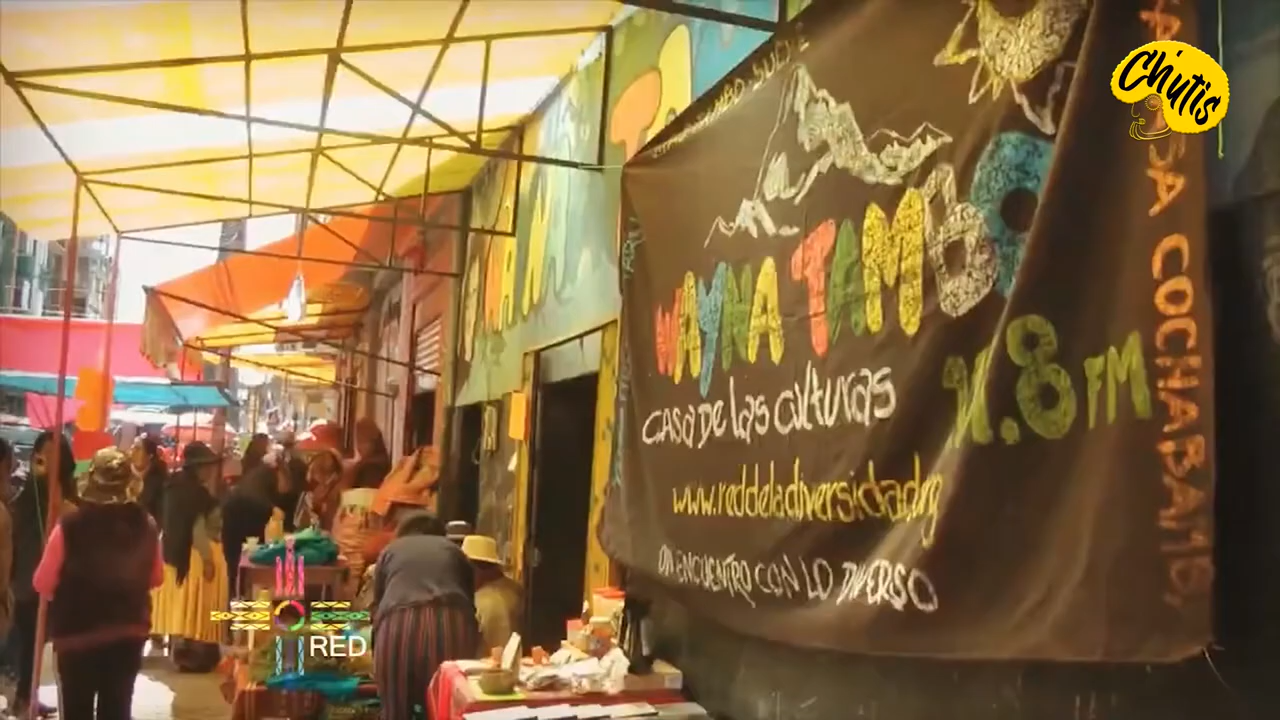 Chutis
WAYNA TAMBO
CASA DE las CULTURAS
.8 FM
www.reddeladiversidad.org
UN ENCUENTRO CON LO DIVERSO
COCHABAMBA
RED